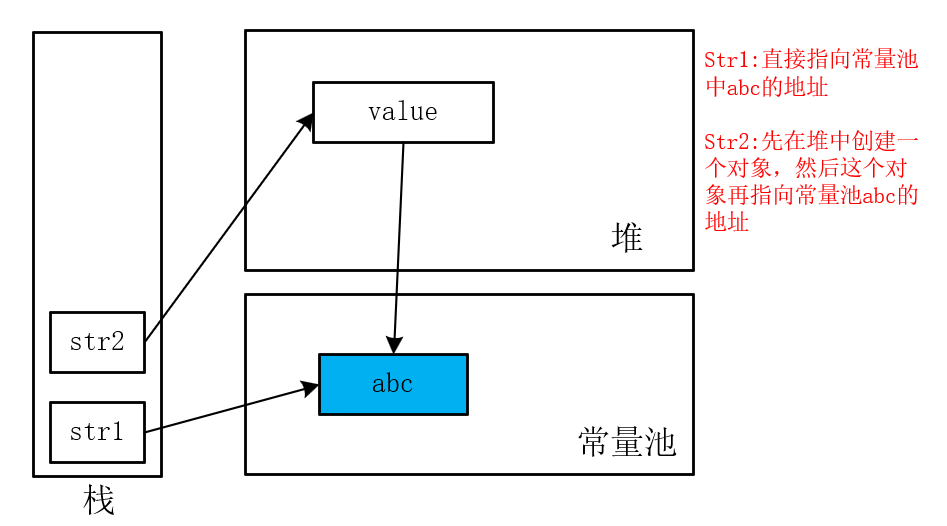 value
堆
str2
str1
栈
abc
常量池
Str1:直接指向常量池
中abc的地址
Str2:先在堆中创建一
个对象，然后这个对
象再指向常量池abc的
地址